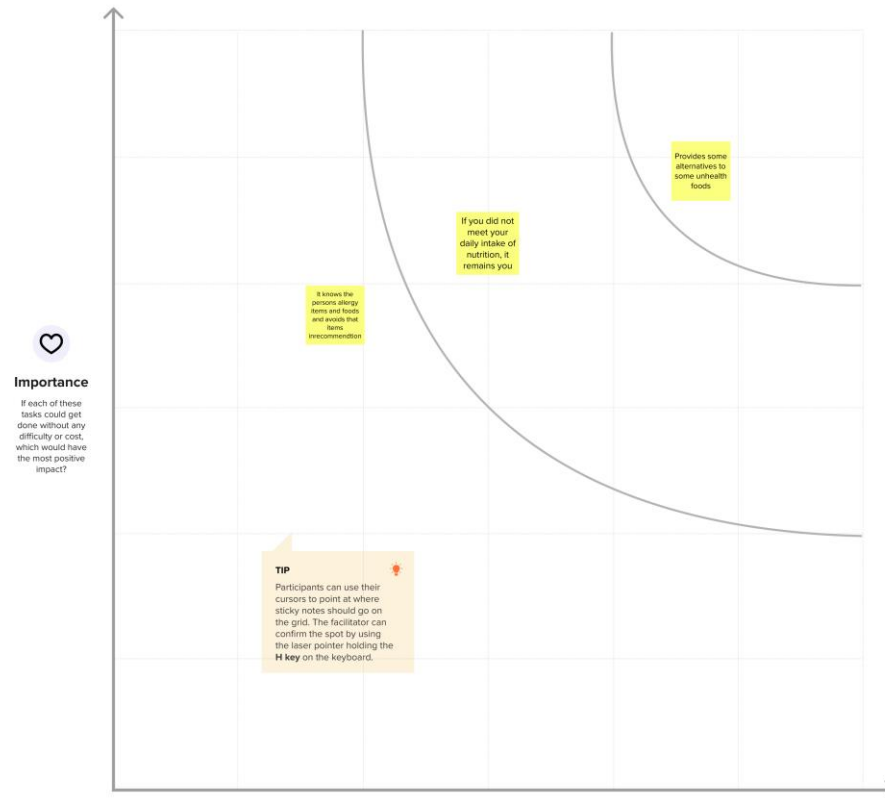 Provides some
alternatives to
some unhealth
foods
If you did not
meet your
daily intake of
nutrition, it
remains you
It knows the
persons allergy
items and foods
and avoids that
items
inrecommendtion
Importance
If each of these
tasks could get
done without any
difficulty or cost,
which would have
the most positive
impact?
TIP
Participants can use their
cursors to point at where
sticky notes should go on
the grid. The facilitator can
confirm the spot by using
the laser pointer holding the
H key on the keyboard.